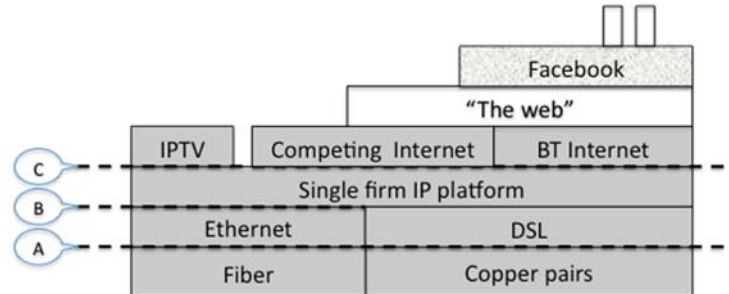 Facebook
“The web”
IPTV Competing Internet BT Internet
C
Single firm IP platform
B
Ethernet DSL
A
Fiber Copper pairs